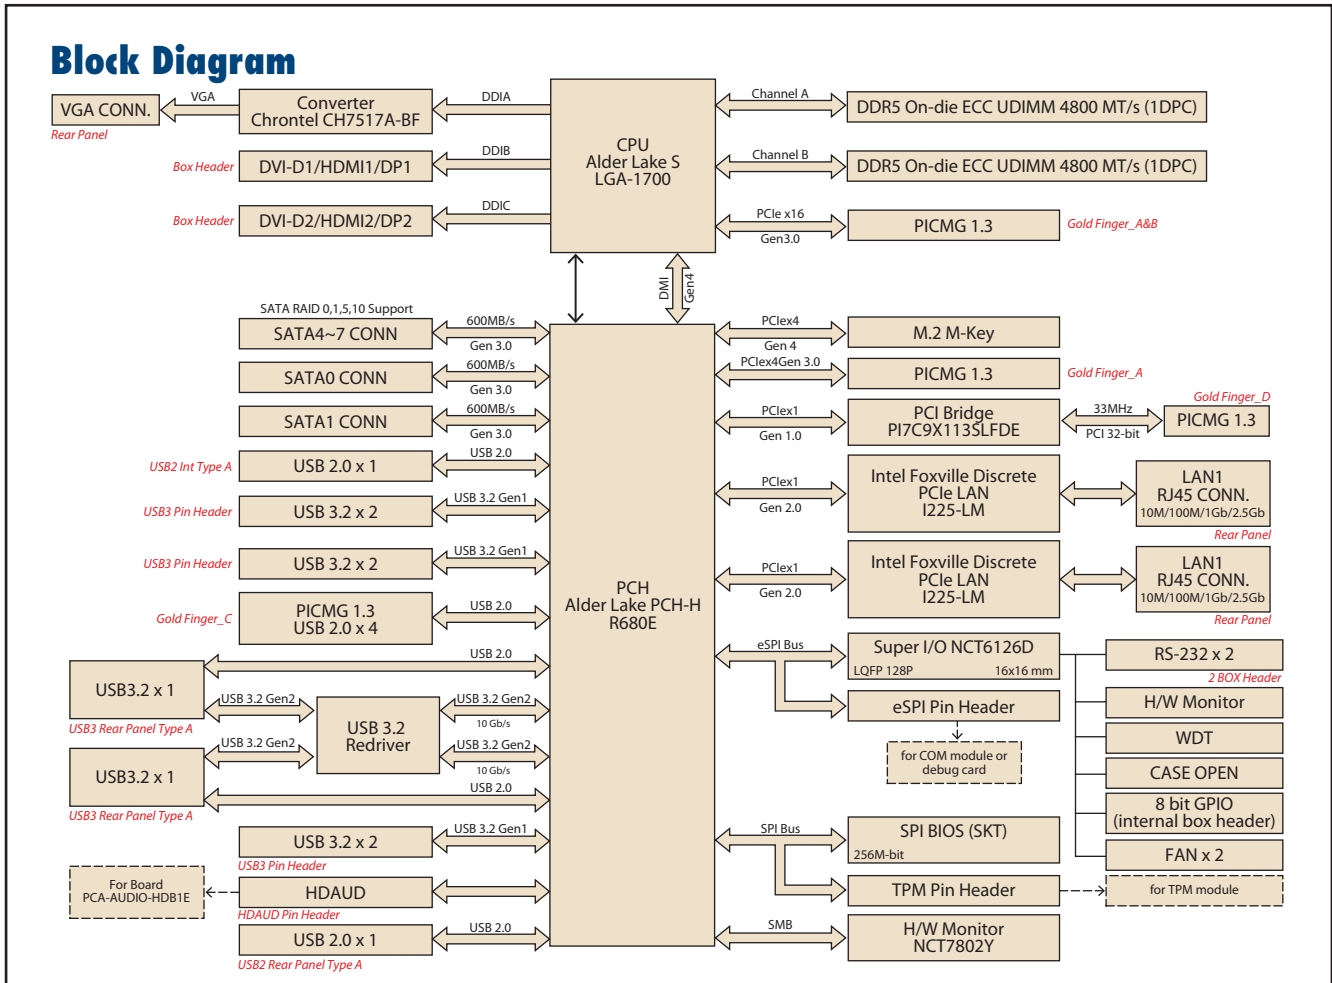 Block Diagram
VGA CONN.
Rear Panel
VGA
Converter
Chrontel CH7517A-BF
DDIA
Box Header
DVI-D1/HDMI1/DP1
DDIB
Box Header
DVI-D2/HDMI2/DP2
DDIC
CPU
Alder Lake S
LGA-1700
Channel A
DDR5 On-die ECC UDIMM 4800 MT/s (1DPC)
Channel B
DDR5 On-die ECC UDIMM 4800 MT/s (1DPC)
PCIe x16
Gen3.0
PICMG 1.3
Gold Finger_A&B
DMI
Gen4
SATA RAID 0,1,5,10 Support
SATA4~7 CONN
600MB/s
Gen 3.0
SATA0 CONN
600MB/s
Gen 3.0
SATA1 CONN
600MB/s
Gen 3.0
USB2 Int Type A
USB 2.0 x 1
USB 2.0
USB3 Pin Header
USB 3.2 x 2
USB 3.2 Gen1
USB3 Pin Header
USB 3.2 x 2
USB 3.2 Gen1
Gold Finger_C
PICMG 1.3
USB 2.0 x 4
USB 2.0
USB3.2 x 1
USB3 Rear Panel Type A
USB 2.0
USB 3.2 Gen2
USB 3.2
Redriver
USB 3.2 Gen2
10 Gb/s
USB3.2 x 1
USB3 Rear Panel Type A
USB 3.2 Gen2
USB 3.2 Gen2
10 Gb/s
USB 2.0
USB 3.2 x 2
USB3 Pin Header
USB 3.2 Gen1
For Board
PCA-AUDIO-HDB1E
HDAUD
HDAUD Pin Header
USB 2.0 x 1
USB2 Rear Panel Type A
USB 2.0
PCH
Alder Lake PCH-H
R680E
PCIex4
Gen 4
M.2 M-Key
PCIex4Gen 3.0
PICMG 1.3
Gold Finger_A
PCIex1
Gen 1.0
PCI Bridge
PI7C9X113SLFDE
33MHz
PCI 32-bit
Gold Finger_D
PICMG 1.3
PCIex1
Gen 2.0
Intel Foxville Discrete
PCIe LAN
I225-LM
LAN1
RJ45 CONN.
10M/100M/1Gb/2.5Gb
Rear Panel
PCIex1
Gen 2.0
Intel Foxville Discrete
PCIe LAN
I225-LM
LAN1
RJ45 CONN.
10M/100M/1Gb/2.5Gb
Rear Panel
eSPI Bus
Super I/O NCT6126D
LQFP 128P 16x16 mm
eSPI Pin Header
for COM module or
debug card
RS-232 x 2
2 BOX Header
H/W Monitor
WDT
CASE OPEN
8 bit GPIO
(internal box header)
FAN x 2
SPI Bus
SPI BIOS (SKT)
256M-bit
TPM Pin Header
for TPM module
SMB
H/W Monitor
NCT7802Y